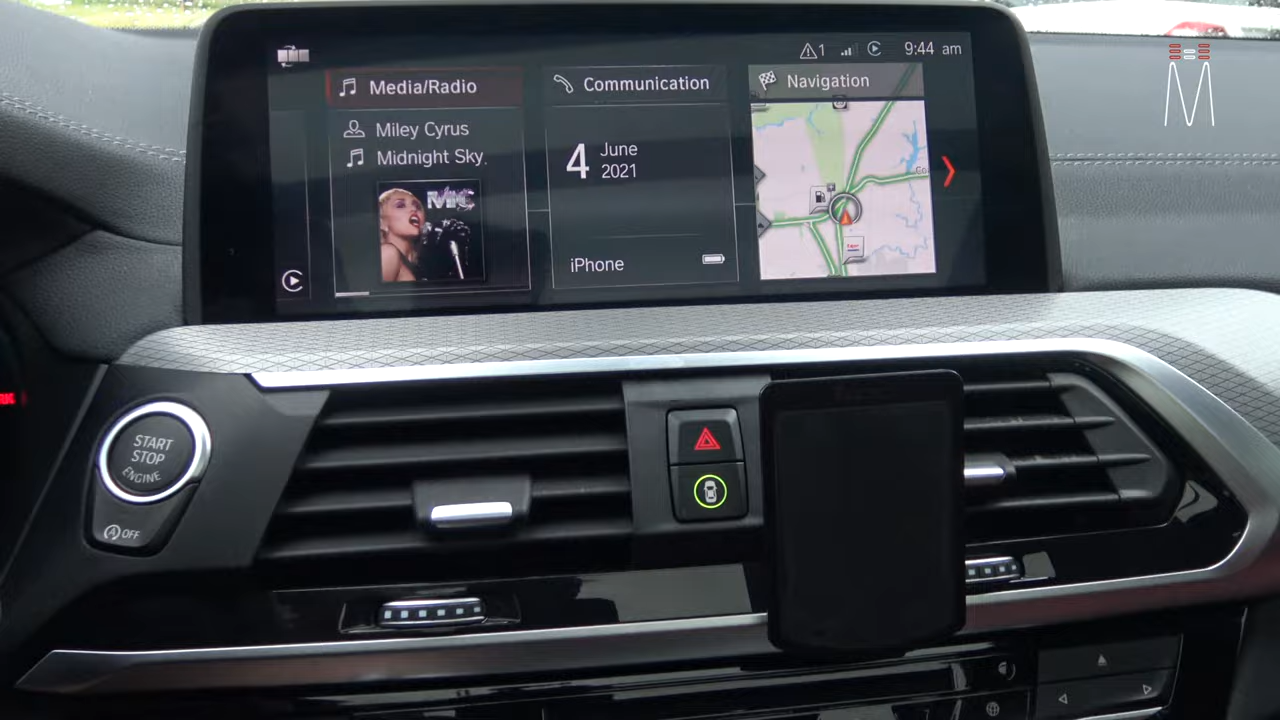 1
9:44 am
Media/Radio
Miley Cyrus
Midnight Sky.
Communication
4
June
2021
iPhone
Navigation
START
STOP
ENGINE
A OFF